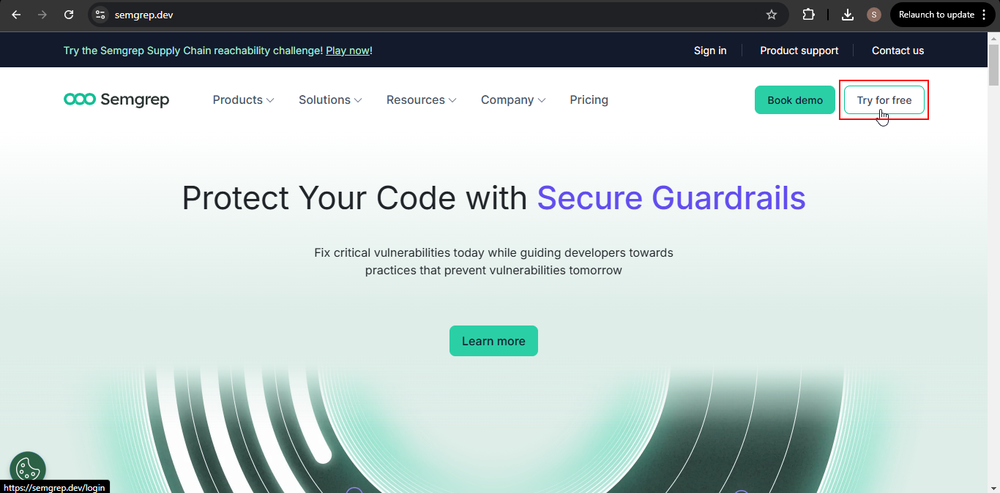 semgrep.dev
S
Relaunch to update
Try the Semgrep Supply Chain reachability challenge! Play now!
Sign in
Product support
Contact us
Semgrep
Products
Solutions
Resources
Company
Pricing
Book demo
Try for free
Protect Your Code with Secure Guardrails
Fix critical vulnerabilities today while guiding developers towards
practices that prevent vulnerabilities tomorrow
Learn more
https://semgrep.dev/login